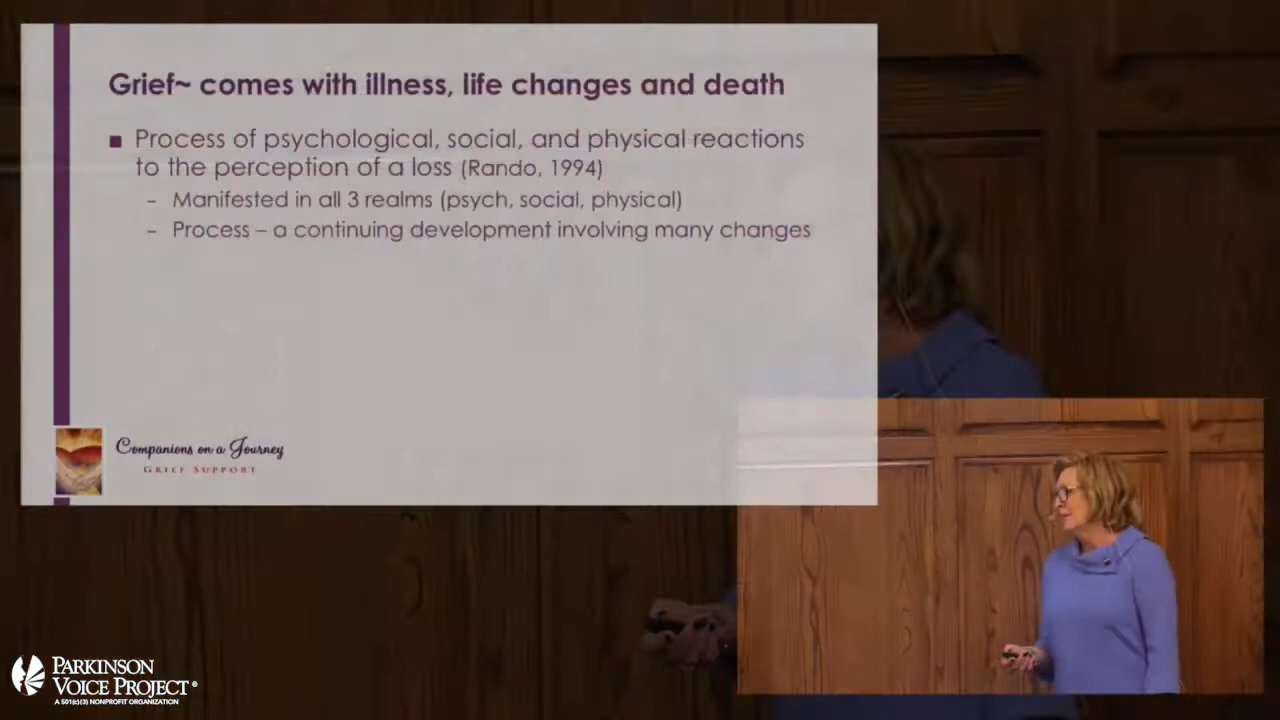 Grief~ comes with illness, life changes and death
■ Process of psychological, social, and physical reactions
to the perception of a loss (Rando, 1994)
- Manifested in all 3 realms (psych, social, physical)
- Process – a continuing development involving many changes
Companions on a Journey
GRIEF SUPPORT
PARKINSON
VOICE PROJECT®
A 501(c)(3) NONPROFIT ORGANIZATION